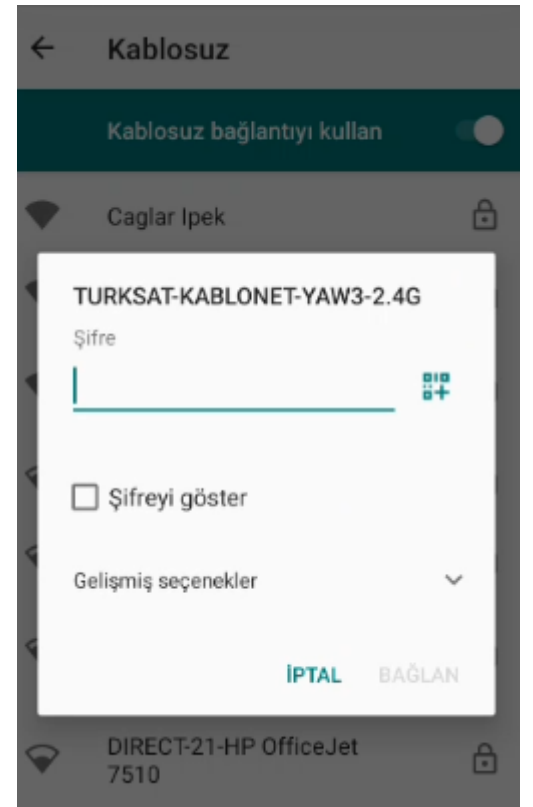 Kablosuz
Kablosuz bağlantıyı kullan
Caglar Ipek
TURKSAT-KABLONET-YAW3-2.4G
Şifre
Şifreyi göster
Gelişmiş seçenekler
İPTAL BAĞLAN
DIRECT-21-HP OfficeJet
7510